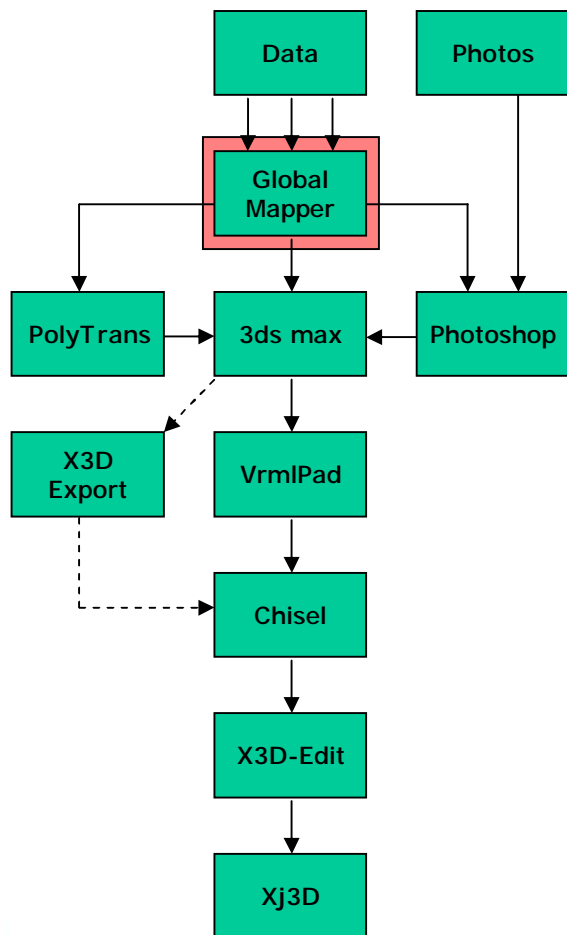 Data
Photos
Global
Mapper
PolyTrans
3ds max
Photoshop
X3D
Export
VrmlPad
Chisel
X3D-Edit
Xj3D